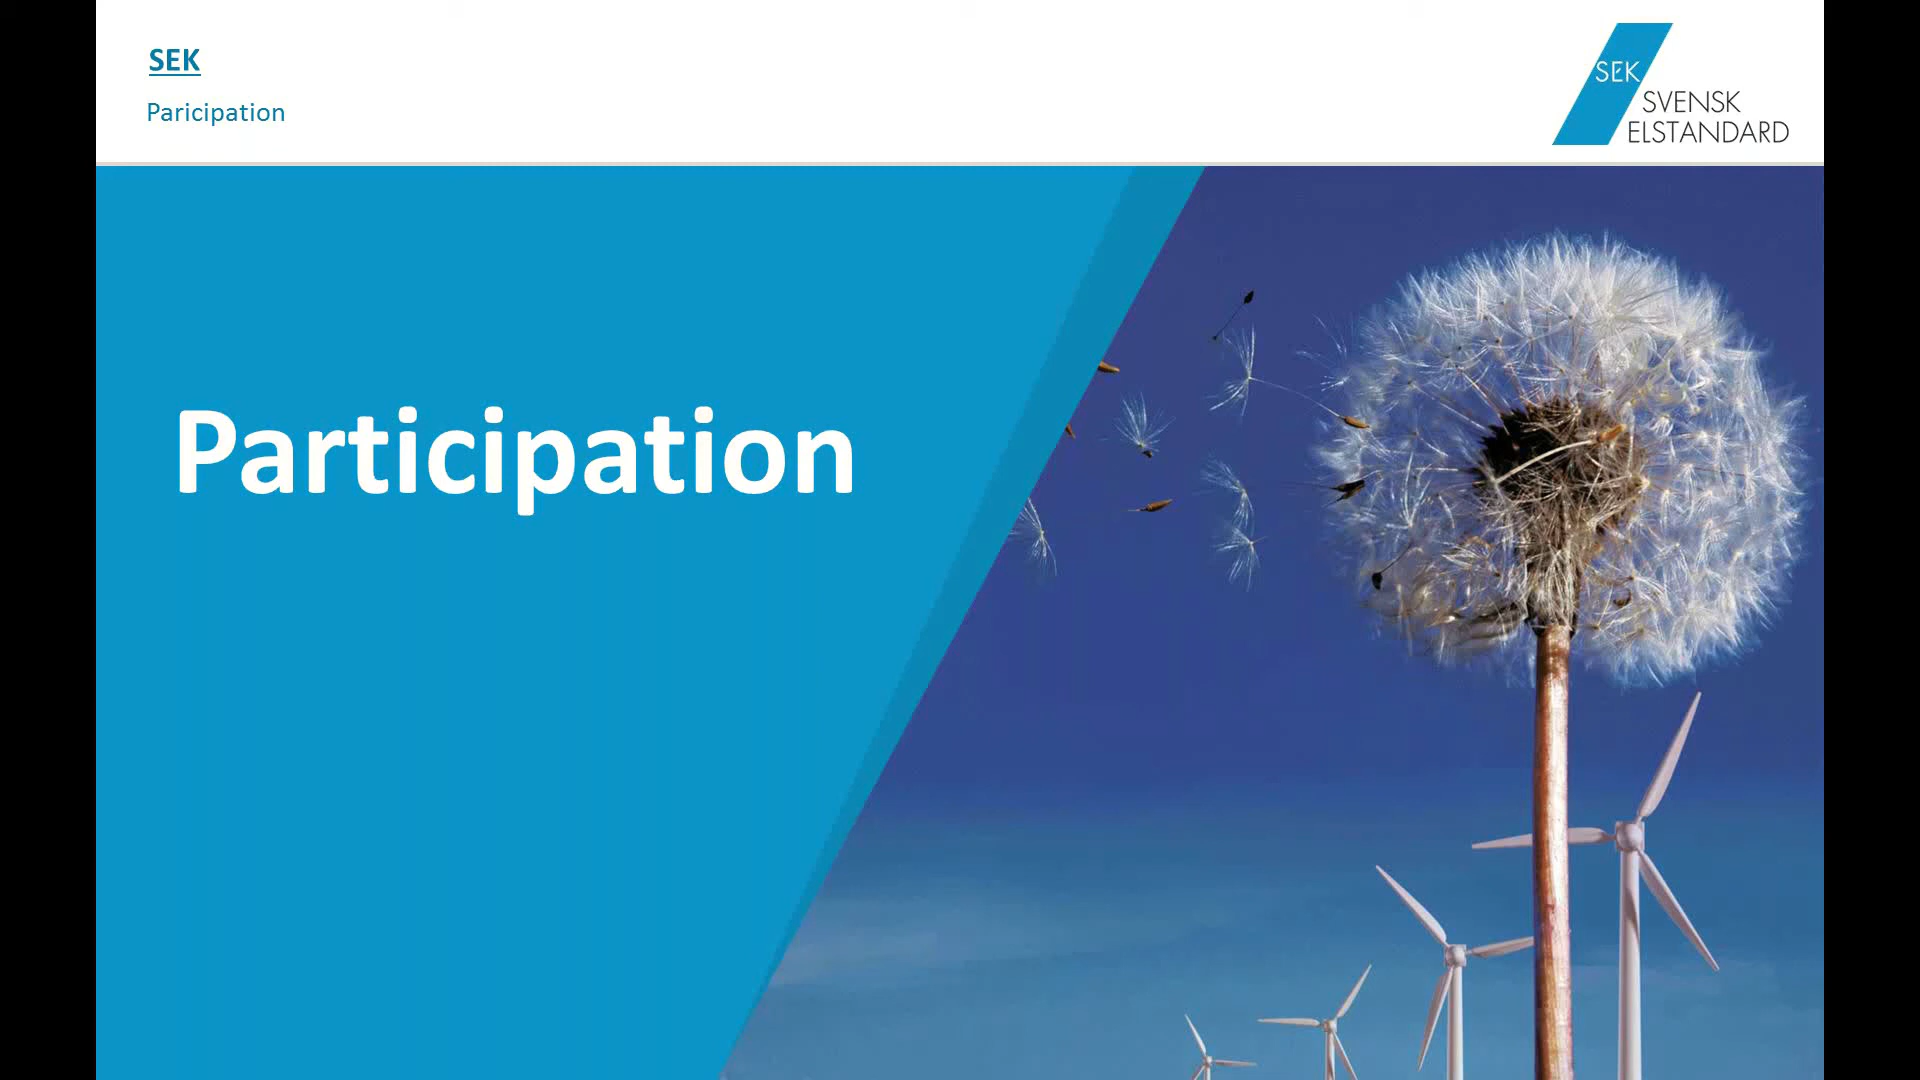 SEK
Paricipation
SEK
SVENSK
ELSTANDARD
Participation